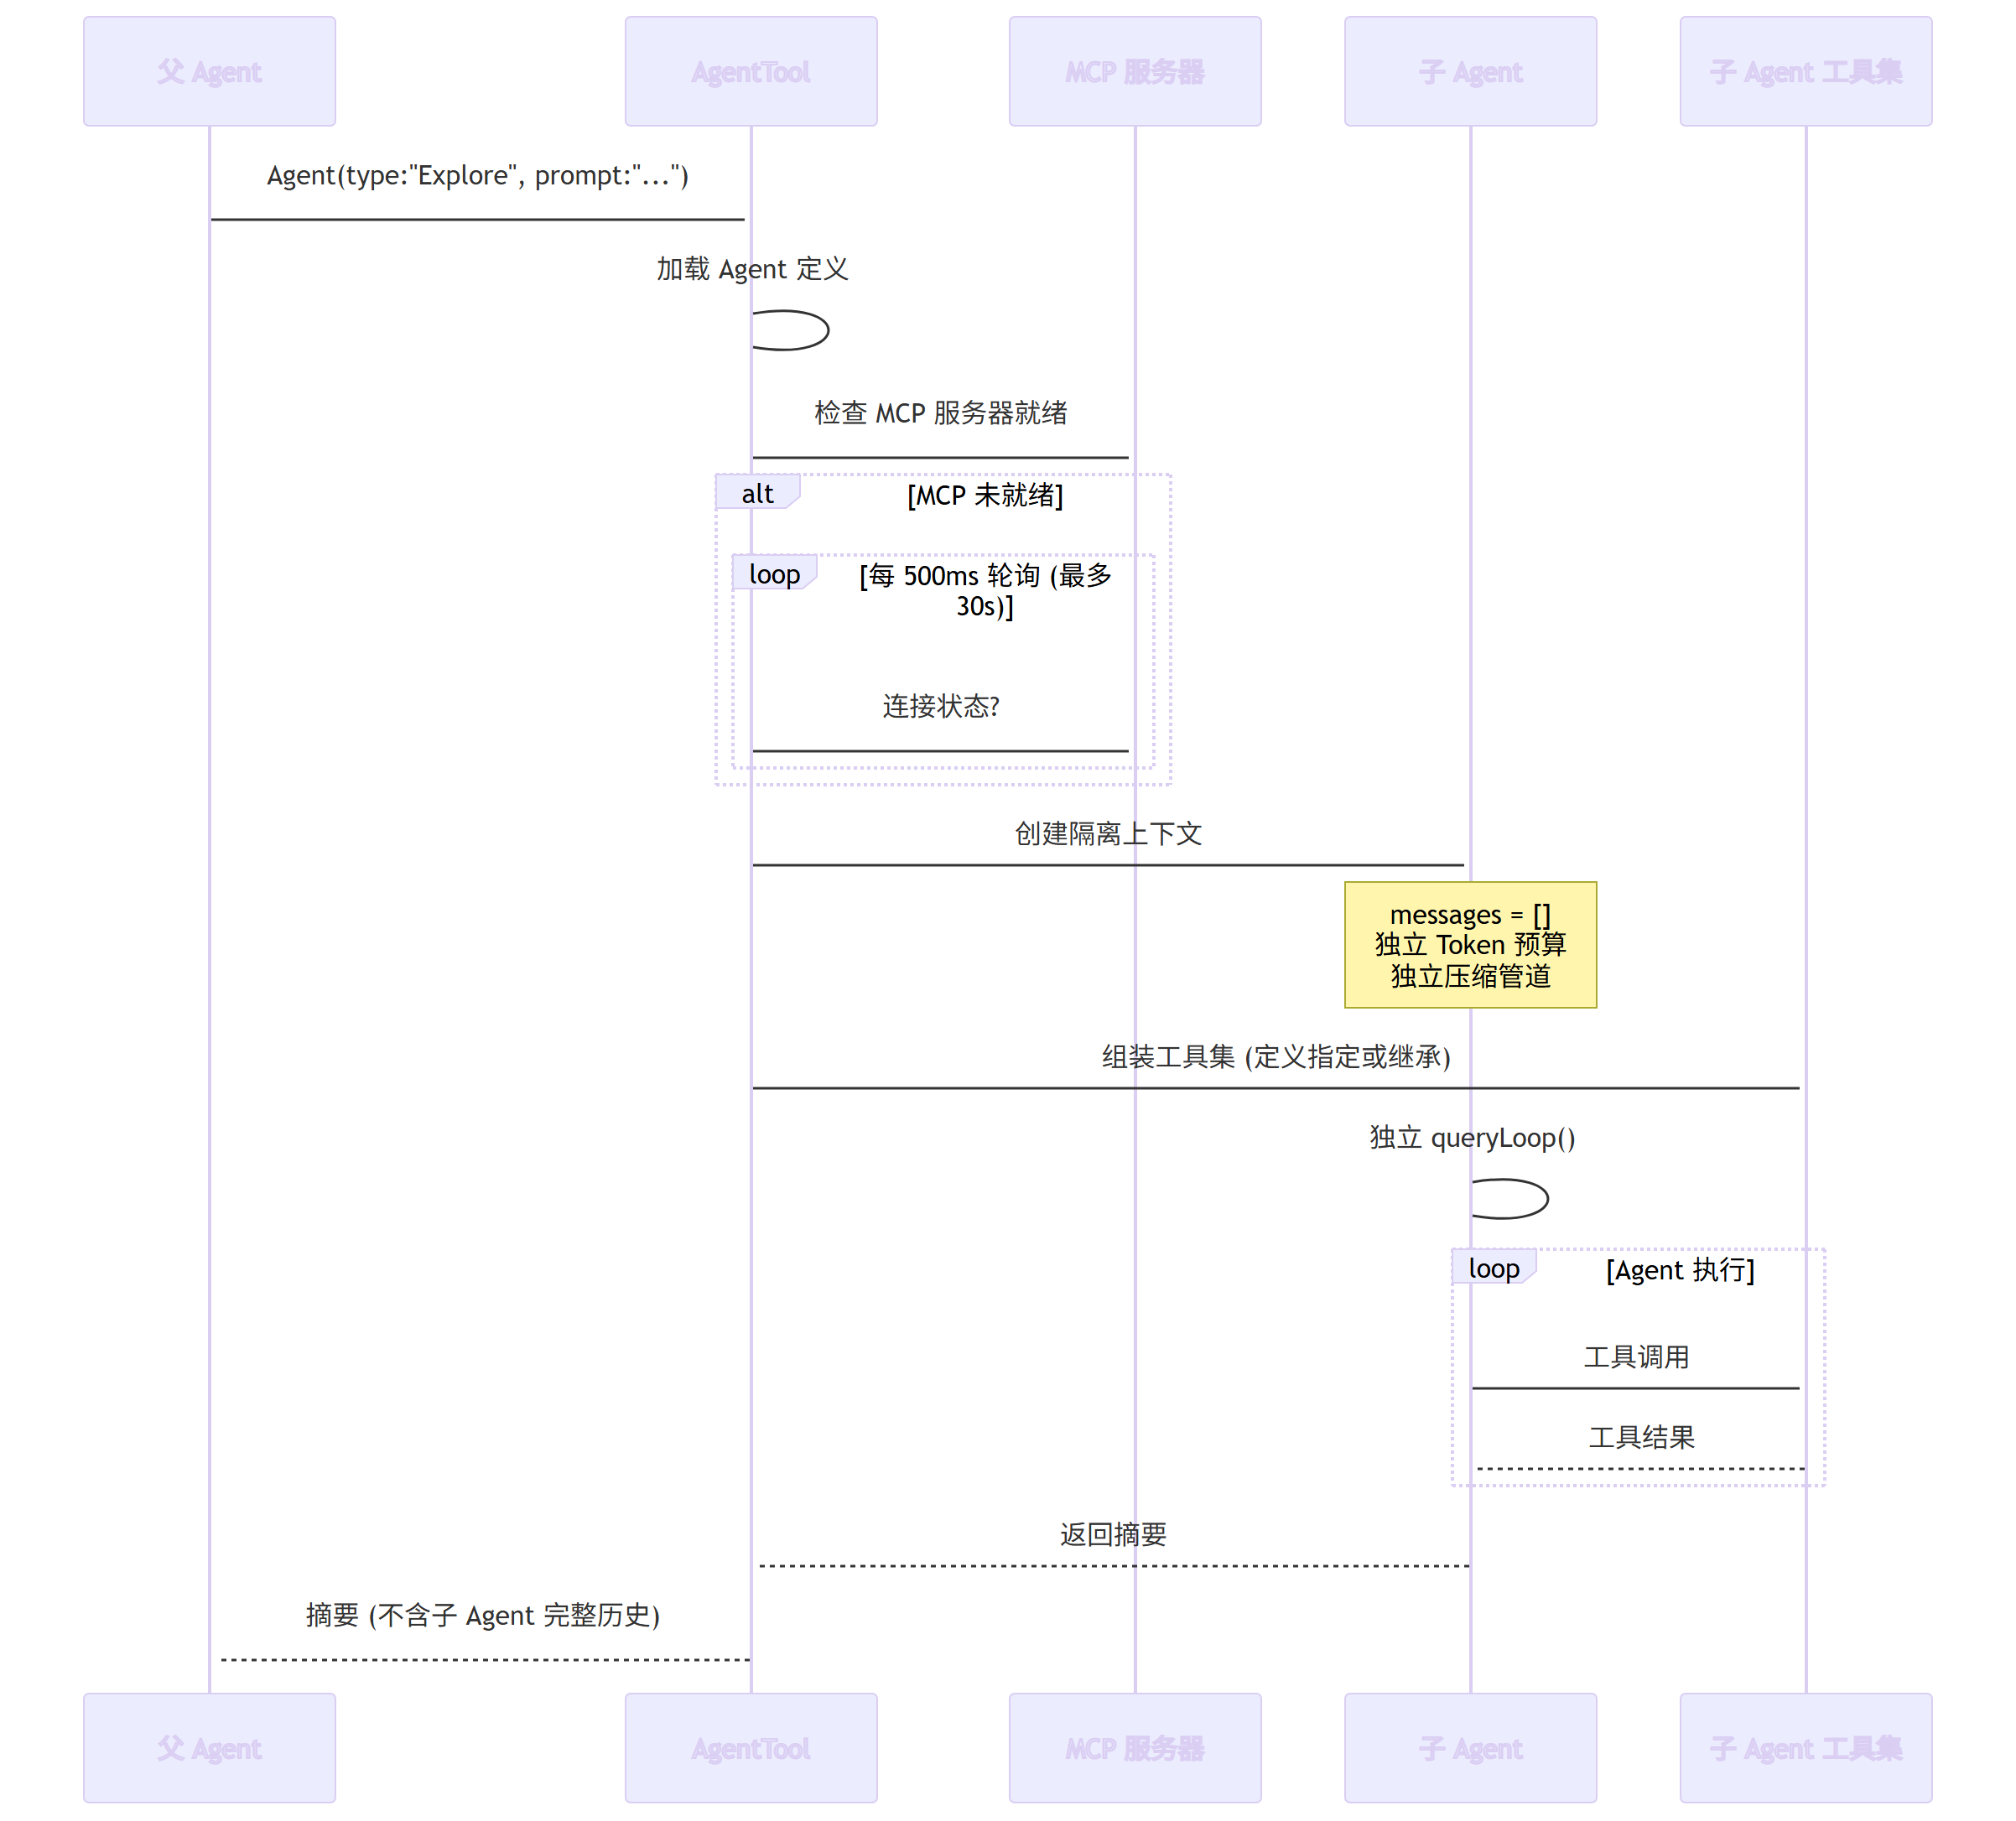 父 Agent
AgentTool
MCP 服务器
子 Agent
子 Agent 工具集
Agent(type:"Explore", prompt:"...")
加载 Agent 定义
检查 MCP 服务器就绪
alt
[MCP 未就绪]
loop
[每 500ms 轮询 (最多
30s)]
连接状态?
创建隔离上下文
messages = []
独立 Token 预算
独立压缩管道
组装工具集 (定义指定或继承)
独立 queryLoop()
loop
[Agent 执行]
工具调用
工具结果
返回摘要
摘要 (不含子 Agent 完整历史)
父 Agent
AgentTool
MCP 服务器
子 Agent
子 Agent 工具集